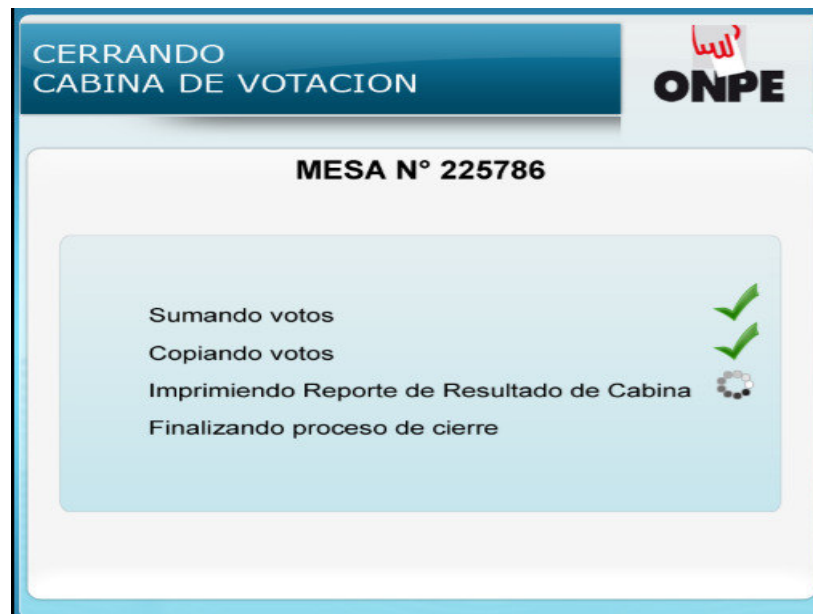 CERRANDO
CABINA DE VOTACION
ONPE
MESA N° 225786
Sumando votos
Copiando votos
Imprimiendo Reporte de Resultado de Cabina
Finalizando proceso de cierre